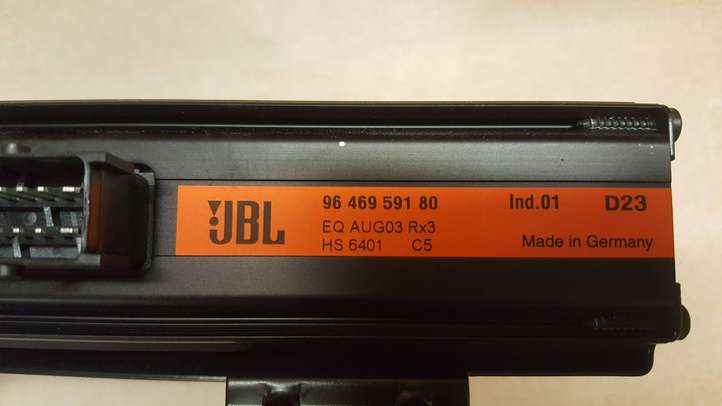 JBL
96 469 591 80 Ind.01 D23
EQ AUG03 Rx3
HS 6401 C5 Made in Germany